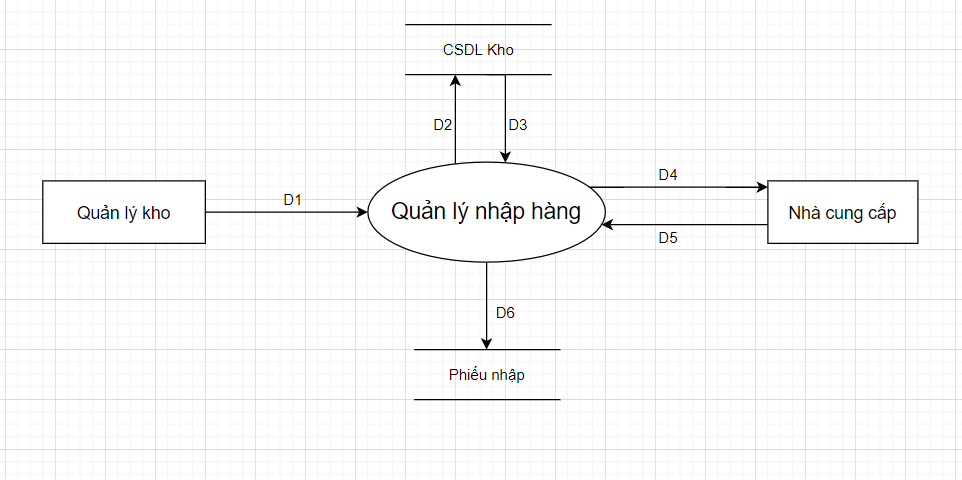 CSDL Kho
D2
D3
D4
Quản lý kho
D1
Quản lý nhập hàng
Nhà cung cấp
D5
D6
Phiếu nhập